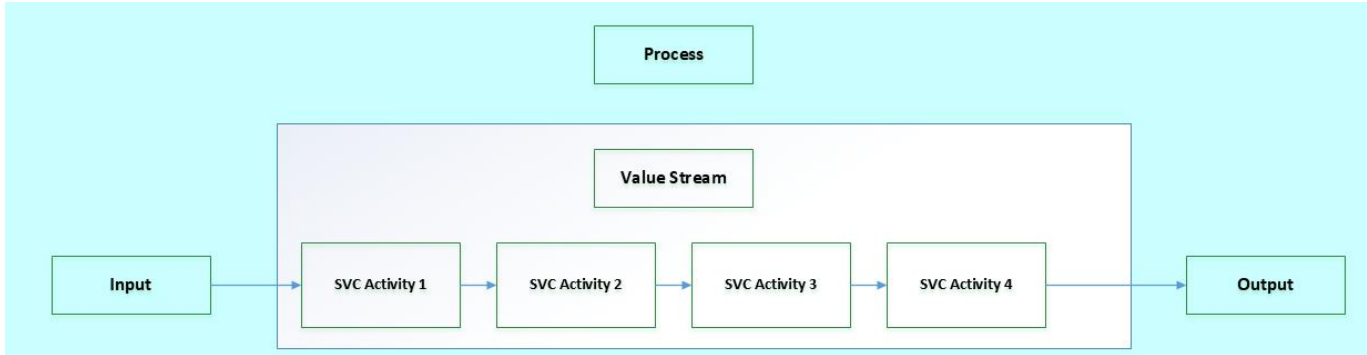 Process
Value Stream
Input
SVC Activity 1
SVC Activity 2
SVC Activity 3
SVC Activity 4
Output